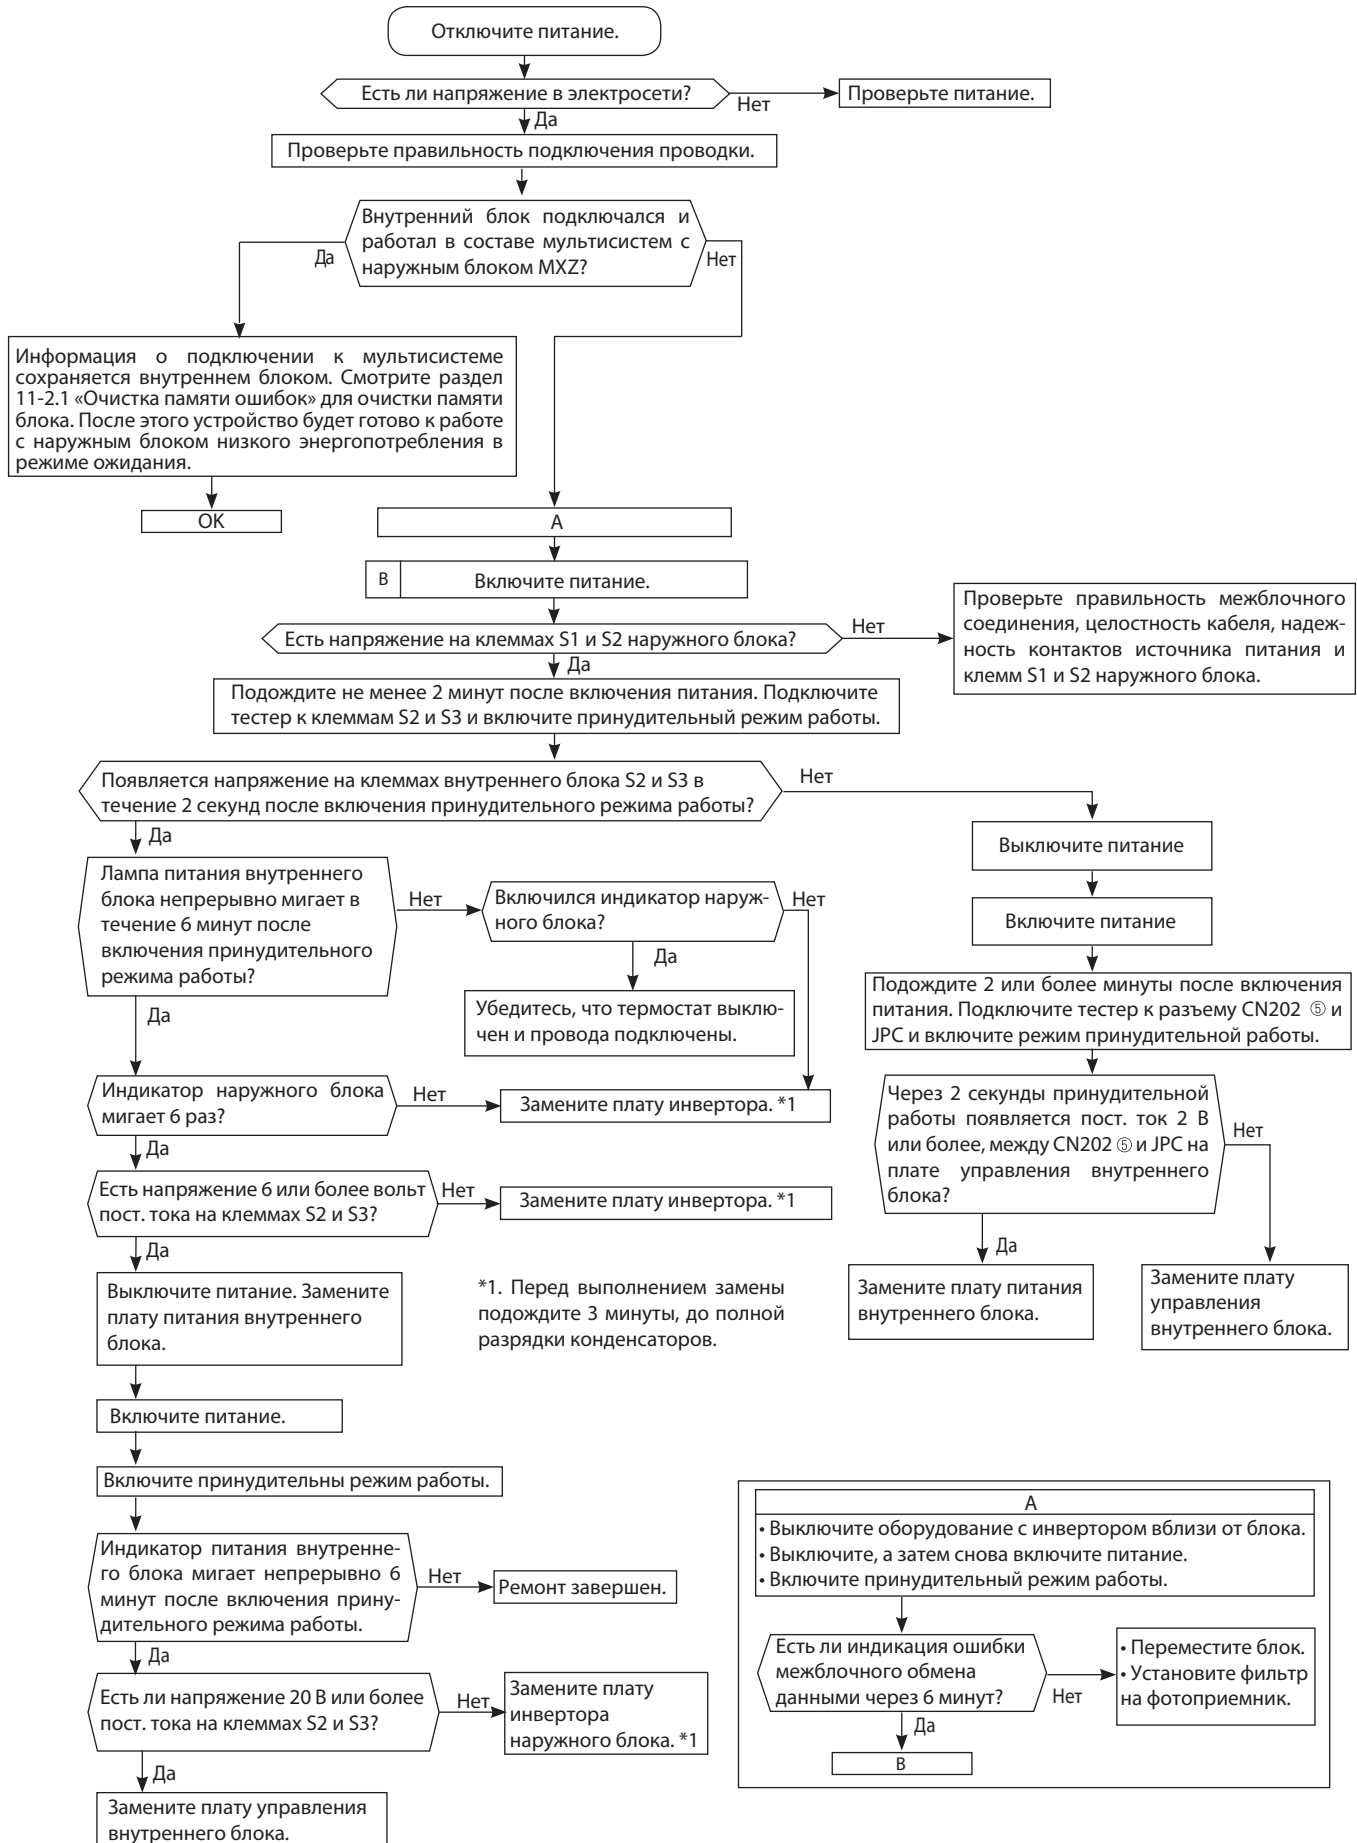 Отключите питание.
Есть ли напряжение в электросети?
Нет
Проверьте питание.
Да
Проверьте правильность подключения проводки.
Внутренний блок подключался и
работал в составе мультисистем с
наружным блоком MXZ?
Да
Нет
Информация о подключении к мультисистеме
сохраняется внутреннем блоком. Смотрите раздел
11-2.1 «Очистка памяти ошибок» для очистки памяти
блока. После этого устройство будет готово к работе
с наружным блоком низкого энергопотребления в
режиме ожидания.
OK
A
B
Включите питание.
Есть напряжение на клеммах S1 и S2 наружного блока?
Нет
Проверьте правильность межблочного
соединения, целостность кабеля, надеж-
ность контактов источника питания и
клемм S1 и S2 наружного блока.
Да
Подождите не менее 2 минут после включения питания. Подключите
тестер к клеммам S2 и S3 и включите принудительный режим работы.
Появляется напряжение на клеммах внутреннего блока S2 и S3 в
течение 2 секунд после включения принудительного режима работы?
Нет
Да
Выключите питание
Включите питание
Подождите 2 или более минуты после включения
питания. Подключите тестер к разъему CN202 ⑤ и
JPC и включите режим принудительной работы.
Через 2 секунды принудительной
работы появляется пост. ток 2 В
или более, между CN202 ⑤ и JPC на
плате управления внутреннего
блока?
Нет
Да
Замените плату питания
внутреннего блока.
Замените плату
управления
внутреннего блока.
Лампа питания внутреннего
блока непрерывно мигает в
течение 6 минут после
включения принудительного
режима работы?
Нет
Включился индикатор наруж-
ного блока?
Нет
Да
Убедитесь, что термостат выклю-
чен и провода подключены.
Да
Индикатор наружного блока
мигает 6 раз?
Нет
Замените плату инвертора. *1
Да
Есть напряжение 6 или более вольт
пост. тока на клеммах S2 и S3?
Нет
Замените плату инвертора. *1
Да
Выключите питание. Замените
плату питания внутреннего
блока.
*1. Перед выполнением замены
подождите 3 минуты, до полной
разрядки конденсаторов.
Включите питание.
Включите принудительны режим работы.
Индикатор питания внутренне-
го блока мигает непрерывно 6
минут после включения прину-
дительного режима работы.
Нет
Ремонт завершен.
Да
Есть ли напряжение 20 В или более
пост. тока на клеммах S2 и S3?
Нет
Замените плату
инвертора
наружного блока. *1
Да
Замените плату управления
внутреннего блока.
A
• Выключите оборудование с инвертором вблизи от блока.
• Выключите, а затем снова включите питание.
• Включите принудительный режим работы.
Есть ли индикация ошибки
межблочного обмена
данными через 6 минут?
Нет
• Переместите блок.
• Установите фильтр
на фотоприемник.
Да
B